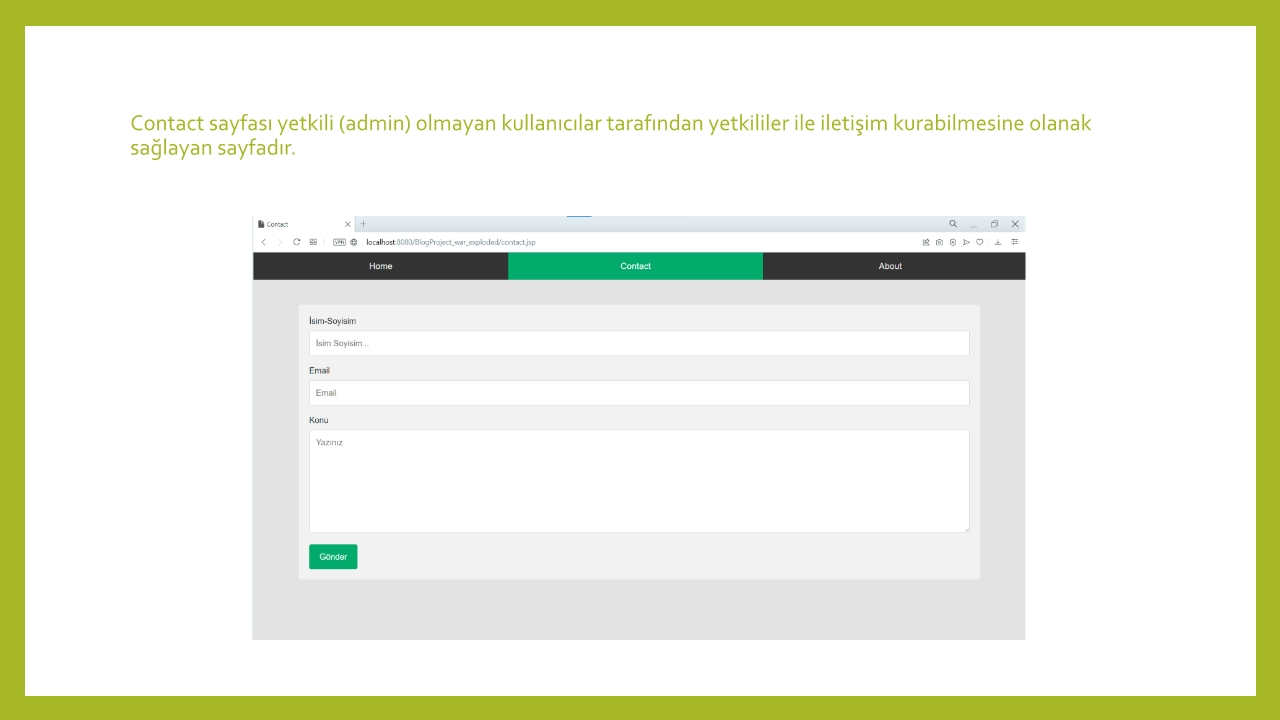 Contact sayfası yetkili (admin) olmayan kullanıcılar tarafından yetkililer ile iletişim kurabilmesine olanak
sağlayan sayfadır.
Contact
VPN localhost:8080/BlogProject_war_exploded/contact.jsp
Home Contact About
İsim-Soyisim
İsim Soyisim...
Email
Email
Konu
Yazınız
Gönder